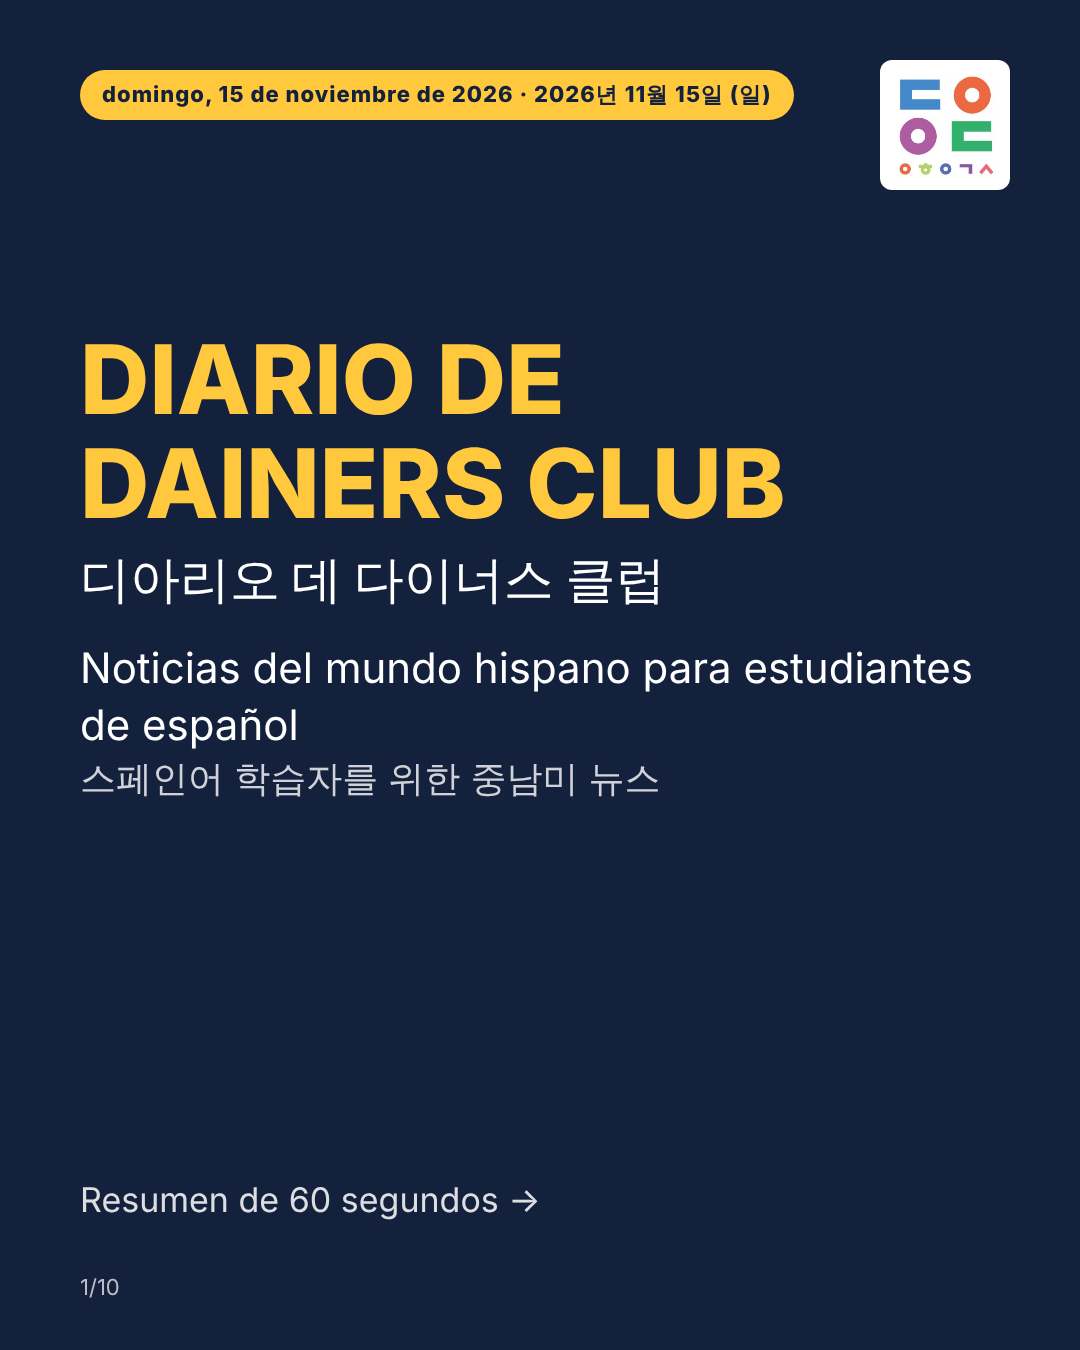 domingo, 15 de noviembre de 2026 · 2026년 11월 15일 (일)
ㄷㅇ
ㅇㄷ
ㅇㅎㅇㄱㅅ
DIARIO DE
DAINERS CLUB
디아리오 데 다이너스 클럽
Noticias del mundo hispano para estudiantes
de español
스페인어 학습자를 위한 중남미 뉴스
Resumen de 60 segundos →
1/10